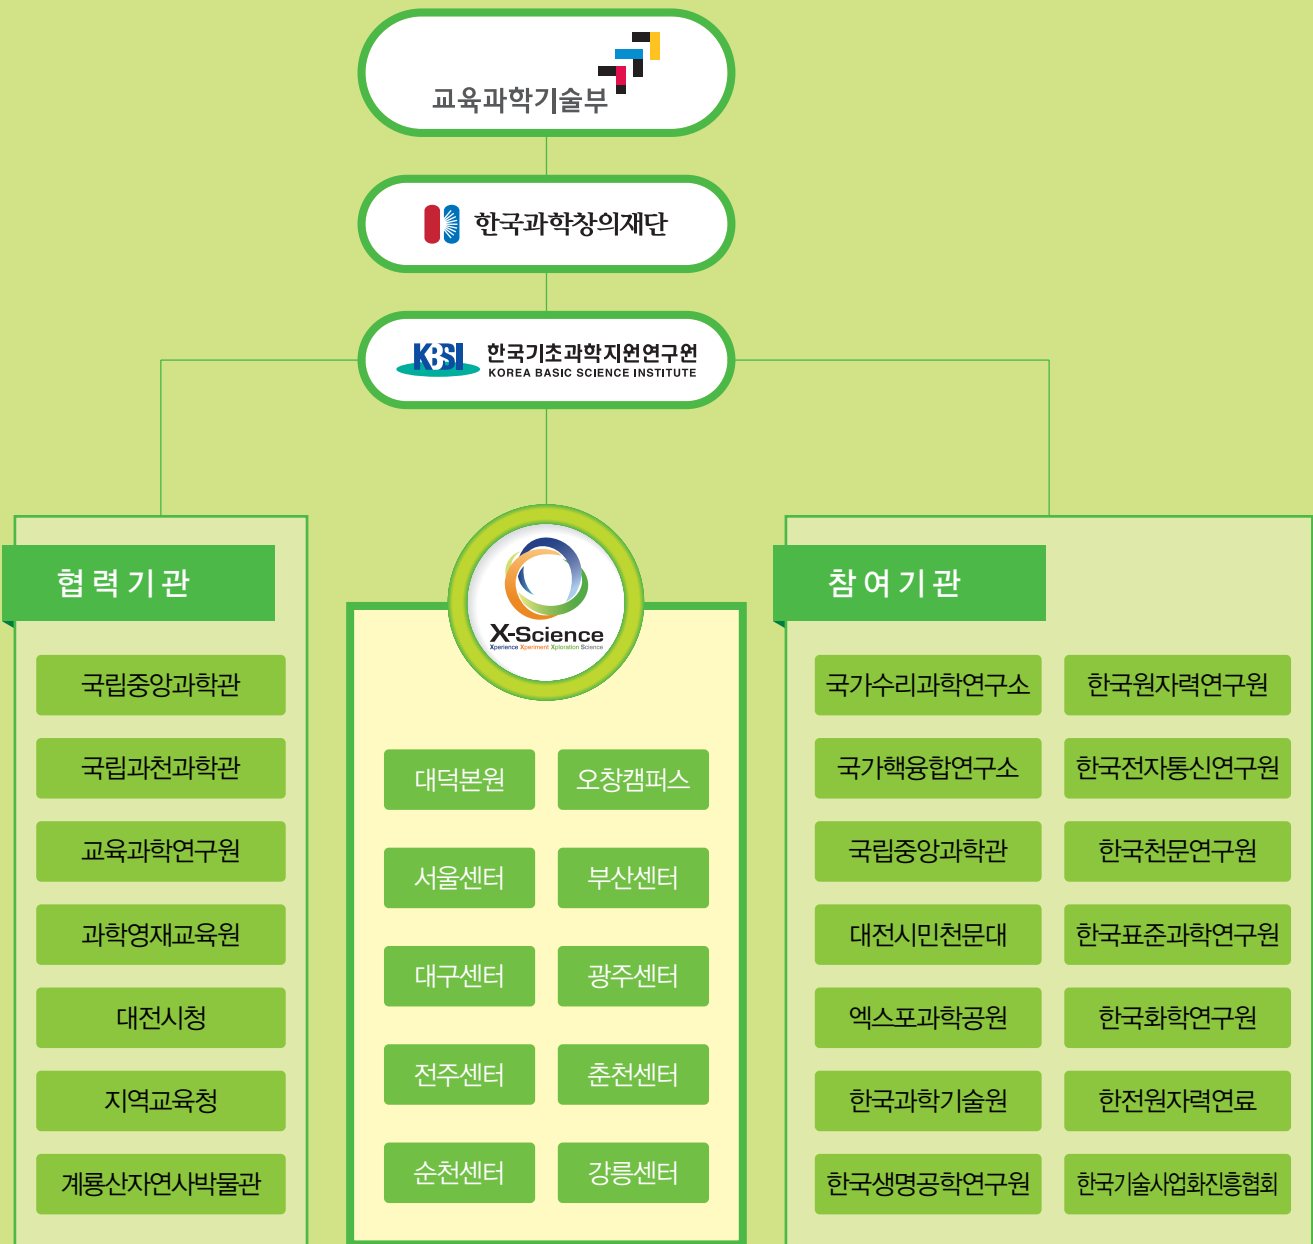 교육과학기술부
한국과학창의재단
KBSI 한국기초과학지원연구원
KOREA BASIC SCIENCE INSTITUTE
협력기관
국립중앙과학관
국립과천과학관
교육과학연구원
과학영재교육원
대전시청
지역교육청
계룡산자연사박물관
X-Science
Xperience Xperiment Xploration Science
대덕본원 오창캠퍼스
서울센터 부산센터
대구센터 광주센터
전주센터 춘천센터
순천센터 강릉센터
참여기관
국가수리과학연구소 한국원자력연구원
국가핵융합연구소 한국전자통신연구원
국립중앙과학관 한국천문연구원
대전시민천문대 한국표준과학연구원
엑스포과학공원 한국화학연구원
한국과학기술원 한전원자력연료
한국생명공학연구원 한국기술사업화진흥협회